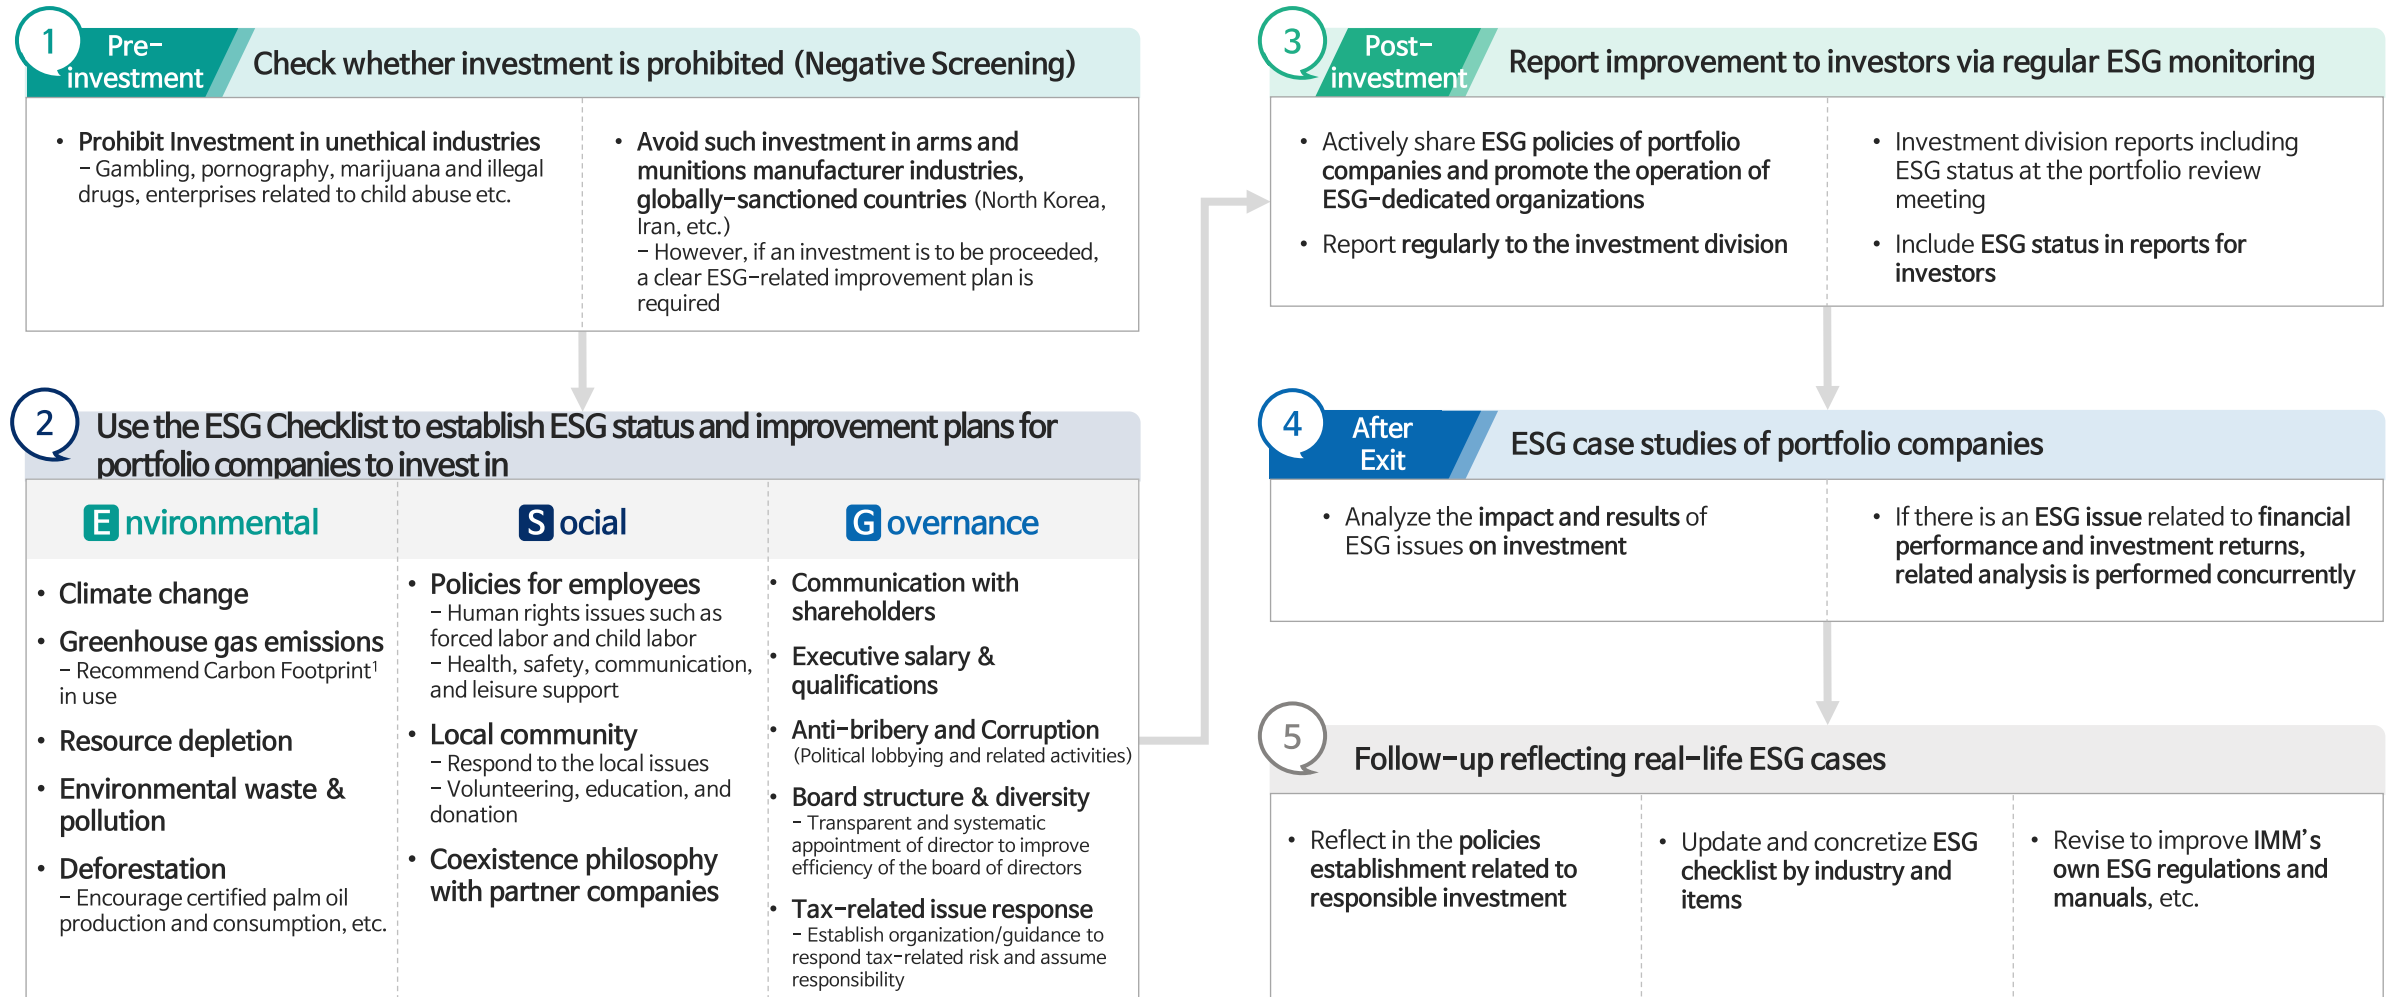 1
Pre-
investment
Check whether investment is prohibited (Negative Screening)
• Prohibit Investment in unethical industries
- Gambling, pornography, marijuana and illegal
drugs, enterprises related to child abuse etc.
• Avoid such investment in arms and
munitions manufacturer industries,
globally-sanctioned countries (North Korea,
Iran, etc.)
- However, if an investment is to be proceeded,
a clear ESG-related improvement plan is
required
2
Use the ESG Checklist to establish ESG status and improvement plans for
portfolio companies to invest in
Environmental
• Climate change
• Greenhouse gas emissions
- Recommend Carbon Footprint¹
in use
• Resource depletion
• Environmental waste &
pollution
• Deforestation
- Encourage certified palm oil
production and consumption, etc.
Social
• Policies for employees
- Human rights issues such as
forced labor and child labor
- Health, safety, communication,
and leisure support
• Local community
- Respond to the local issues
- Volunteering, education, and
donation
• Coexistence philosophy
with partner companies
Governance
• Communication with
shareholders
• Executive salary &
qualifications
• Anti-bribery and Corruption
(Political lobbying and related activities)
• Board structure & diversity
- Transparent and systematic
appointment of director to improve
efficiency of the board of directors
• Tax-related issue response
- Establish organization/guidance to
respond tax-related risk and assume
responsibility
3
Post-
investment
Report improvement to investors via regular ESG monitoring
• Actively share ESG policies of portfolio
companies and promote the operation of
ESG-dedicated organizations
• Report regularly to the investment division
• Investment division reports including
ESG status at the portfolio review
meeting
• Include ESG status in reports for
investors
4
After
Exit
ESG case studies of portfolio companies
• Analyze the impact and results of
ESG issues on investment
• If there is an ESG issue related to financial
performance and investment returns,
related analysis is performed concurrently
5
Follow-up reflecting real-life ESG cases
• Reflect in the policies
establishment related to
responsible investment
• Update and concretize ESG
checklist by industry and
items
• Revise to improve IMM's
own ESG regulations and
manuals, etc.